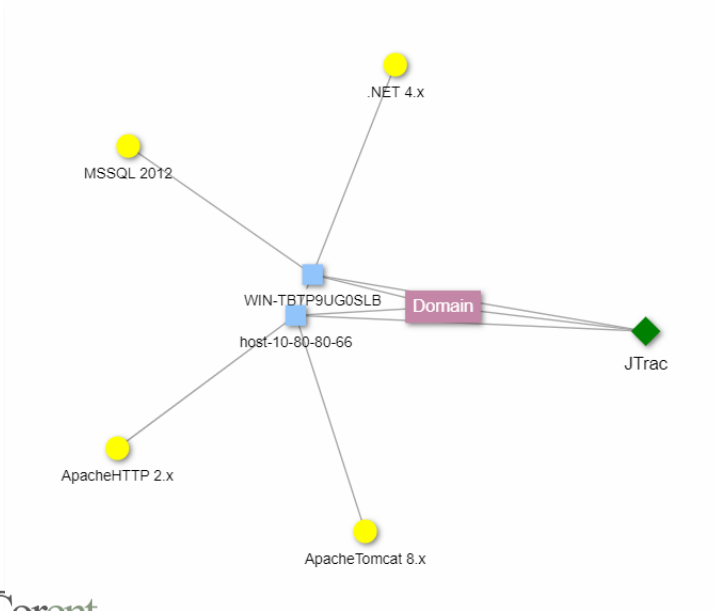 .NET 4.x
MSSQL 2012
WIN-TBTP9UG0SLB
Domain
host-10-80-80-66
JTrac
ApacheHTTP 2.x
ApacheTomcat 8.x